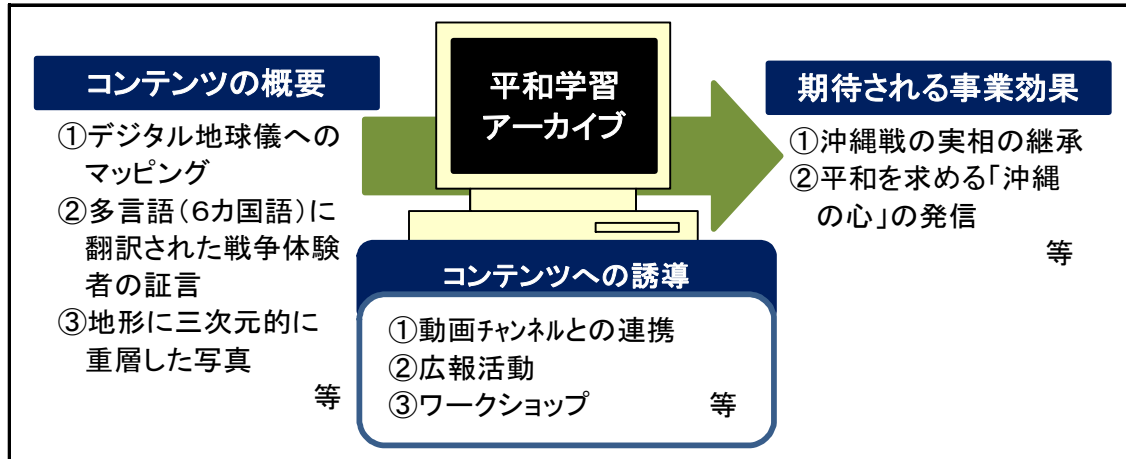 コンテンツの概要
①デジタル地球儀への
マッピング
②多言語(6カ国語)に
翻訳された戦争体験
者の証言
③地形に三次元的に
重層した写真
等
平和学習
アーカイブ
コンテンツへの誘導
①動画チャンネルとの連携
②広報活動
③ワークショップ 等
期待される事業効果
①沖縄戦の実相の継承
②平和を求める「沖縄
の心」の発信
等